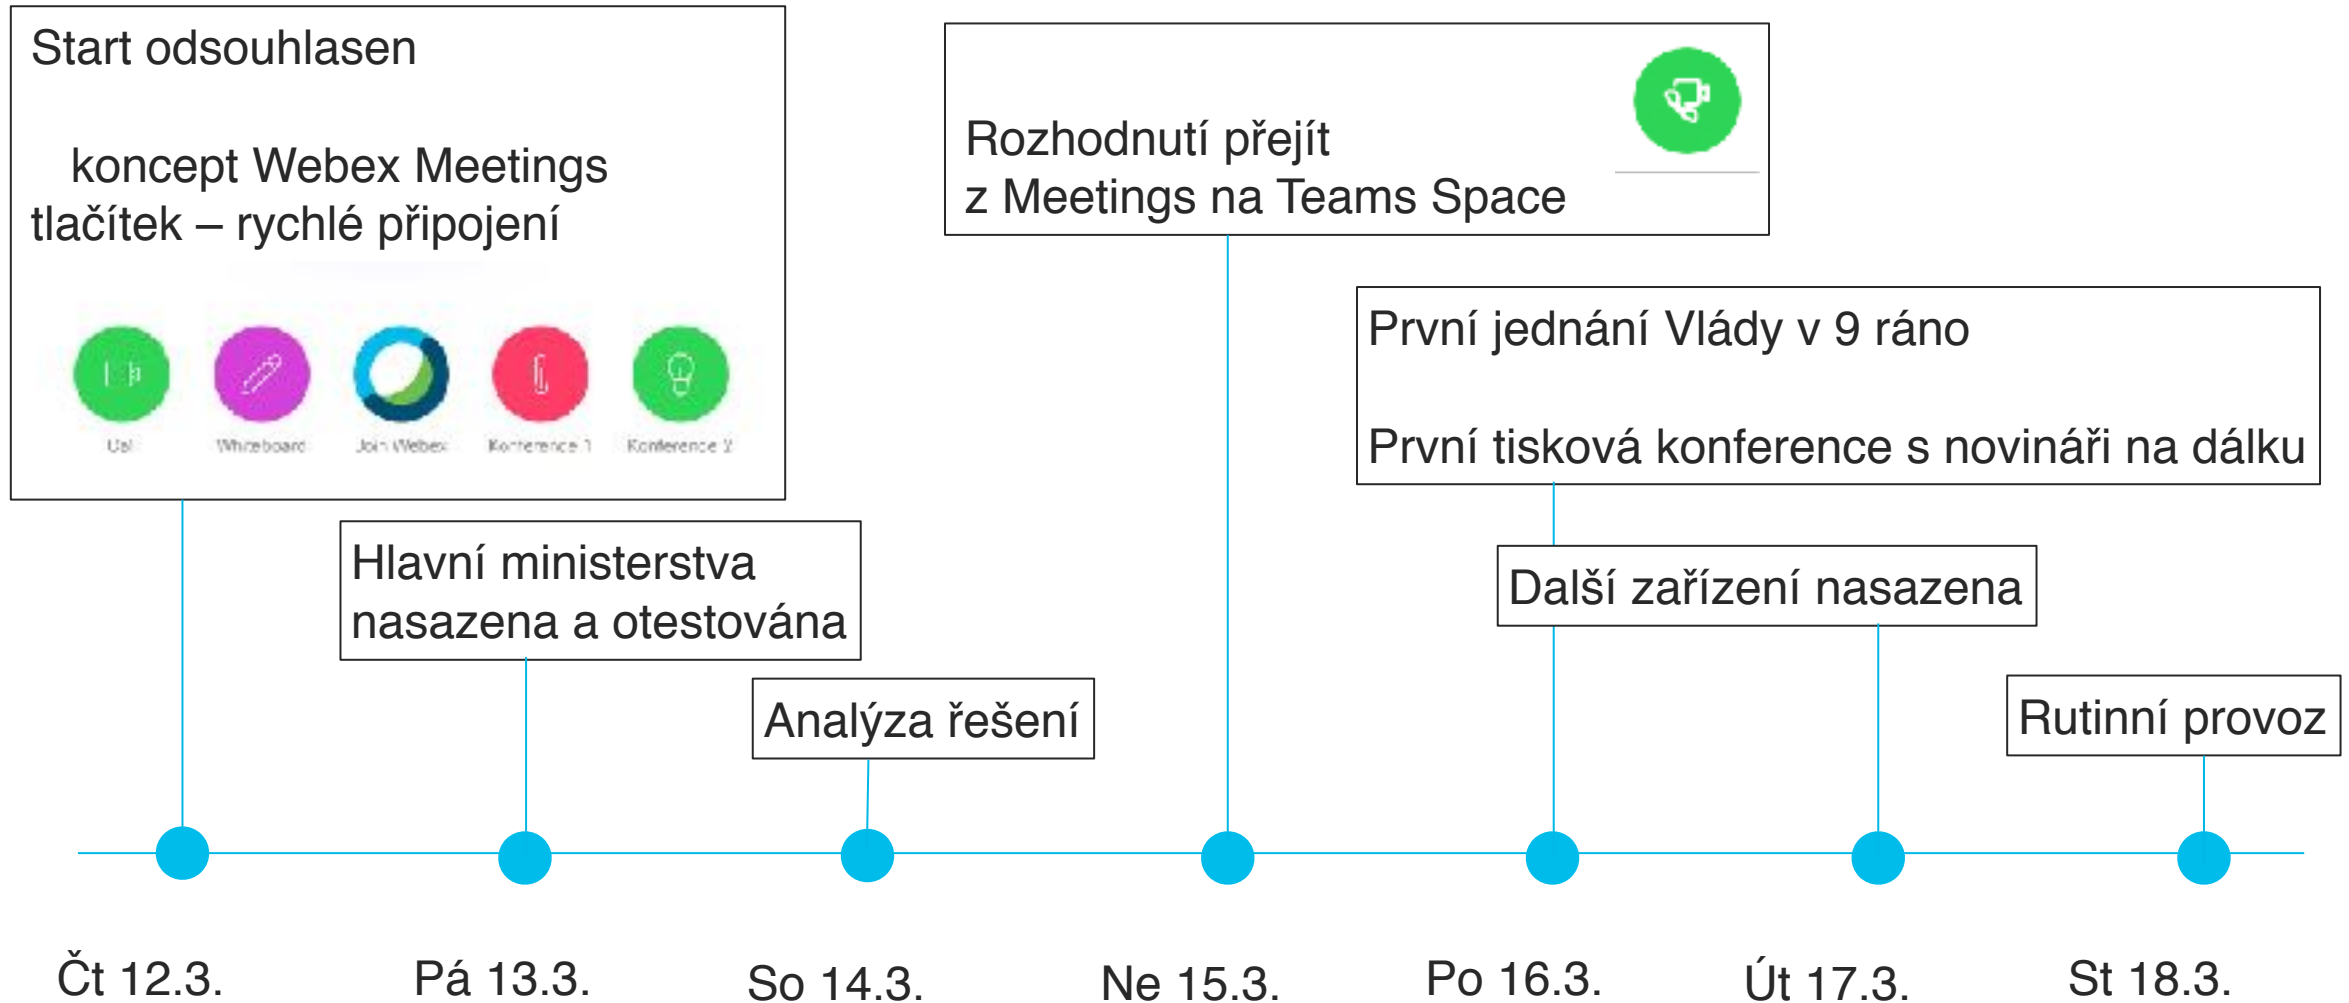 Start odsouhlasen
koncept Webex Meetings
tlačítek – rychlé připojení
Whiteboard
Join Webex
Konference 1
Konference 2
Rozhodnutí přejít
z Meetings na Teams Space
První jednání Vlády v 9 ráno
První tisková konference s novináři na dálku
Hlavní ministerstva
nasazena a otestována
Další zařízení nasazena
Analýza řešení
Rutinní provoz
Čt 12.3.
Pá 13.3.
So 14.3.
Ne 15.3.
Po 16.3.
Út 17.3.
St 18.3.